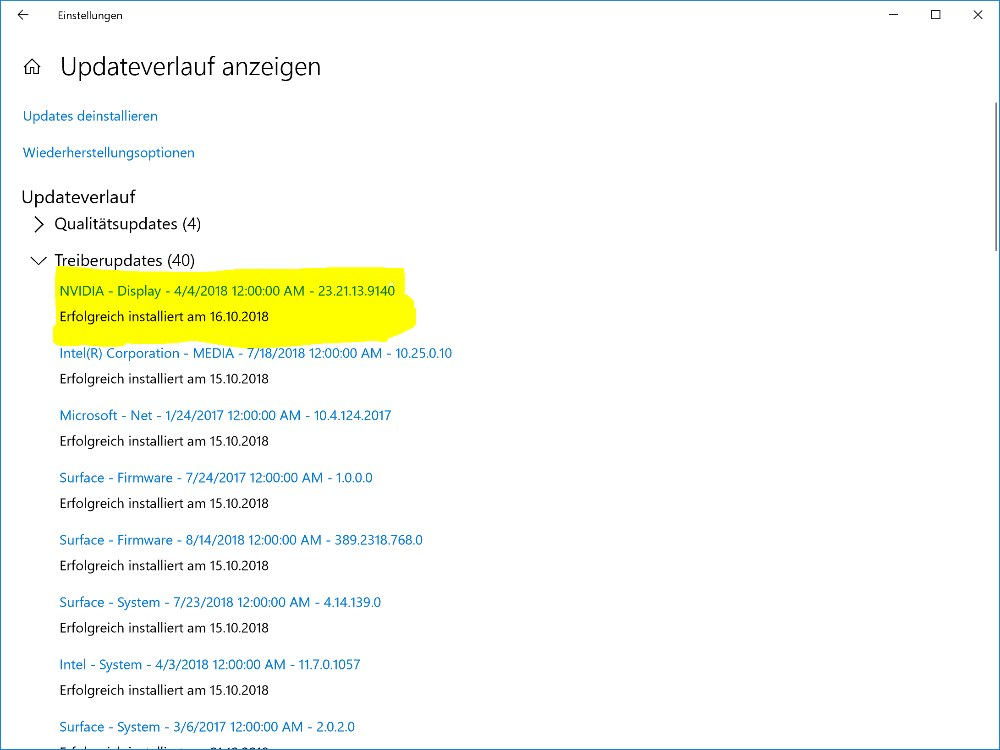 Einstellungen
Updateverlauf anzeigen
Updates deinstallieren
Wiederherstellungsoptionen
Updateverlauf
Qualitätsupdates (4)
Treiberupdates (40)
NVIDIA - Display - 4/4/2018 12:00:00 AM - 23.21.13.9140
Erfolgreich installiert am 16.10.2018
Intel(R) Corporation - MEDIA - 7/18/2018 12:00:00 AM - 10.25.0.10
Erfolgreich installiert am 15.10.2018
Microsoft - Net - 1/24/2017 12:00:00 AM - 10.4.124.2017
Erfolgreich installiert am 15.10.2018
Surface - Firmware - 7/24/2017 12:00:00 AM - 1.0.0.0
Erfolgreich installiert am 15.10.2018
Surface - Firmware - 8/14/2018 12:00:00 AM - 389.2318.768.0
Erfolgreich installiert am 15.10.2018
Surface - System - 7/23/2018 12:00:00 AM - 4.14.139.0
Erfolgreich installiert am 15.10.2018
Intel - System - 4/3/2018 12:00:00 AM - 11.7.0.1057
Erfolgreich installiert am 15.10.2018
Surface - System - 3/6/2017 12:00:00 AM - 2.0.2.0